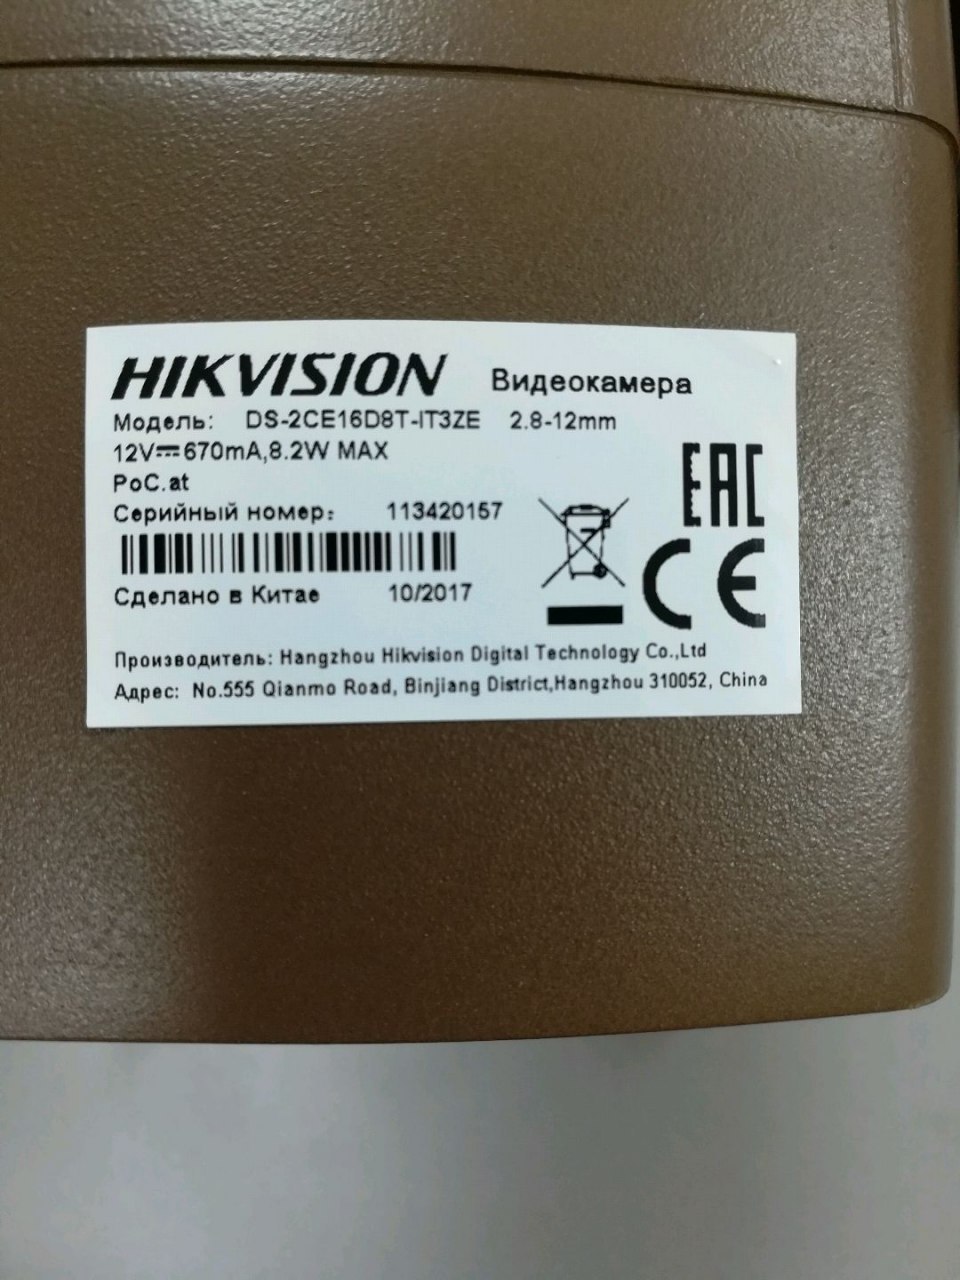 HIKVISION Видеокамера
Модель: DS-2CE16D8T-IT3ZE 2.8-12mm
12V⎓670mA,8.2W MAX
PoC.at
Серийный номер: 113420157
Сделано в Китае 10/2017
EAC
CE
Производитель: Hangzhou Hikvision Digital Technology Co.,Ltd
Адрес: No.555 Qianmo Road, Binjiang District,Hangzhou 310052, China